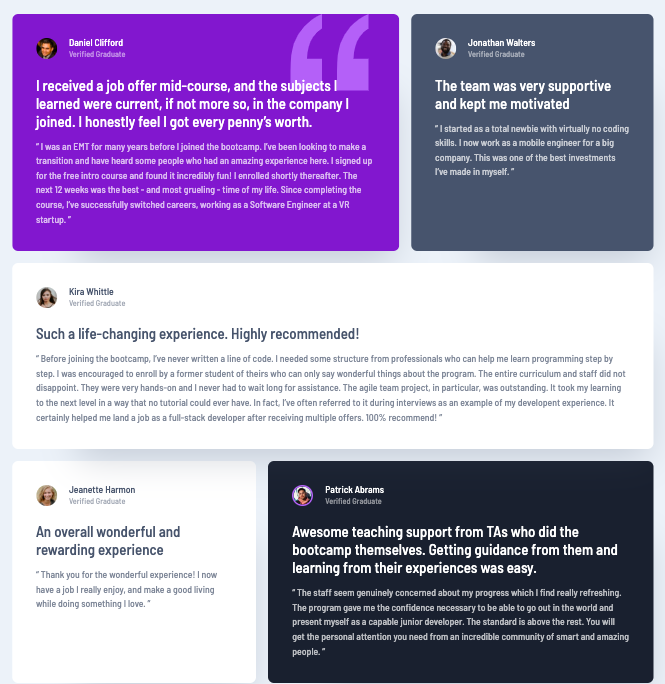 Daniel Clifford
Verified Graduate
I received a job offer mid-course, and the subjects I
learned were current, if not more so, in the company I
joined. I honestly feel I got every penny's worth.
“ I was an EMT for many years before I joined the bootcamp. I've been looking to make a
transition and have heard some people who had an amazing experience here. I signed up
for the free intro course and found it incredibly fun! I enrolled shortly thereafter. The
next 12 weeks was the best - and most grueling - time of my life. Since completing the
course, I've successfully switched careers, working as a Software Engineer at a VR
startup. ”
Jonathan Walters
Verified Graduate
The team was very supportive
and kept me motivated
“ I started as a total newbie with virtually no coding
skills. I now work as a mobile engineer for a big
company. This was one of the best investments
I've made in myself. ”
Kira Whittle
Verified Graduate
Such a life-changing experience. Highly recommended!
“ Before joining the bootcamp, I've never written a line of code. I needed some structure from professionals who can help me learn programming step by
step. I was encouraged to enroll by a former student of theirs who can only say wonderful things about the program. The entire curriculum and staff did not
disappoint. They were very hands-on and I never had to wait long for assistance. The agile team project, in particular, was outstanding. It took my learning
to the next level in a way that no tutorial could ever have. In fact, I've often referred to it during interviews as an example of my developent experience. It
certainly helped me land a job as a full-stack developer after receiving multiple offers. 100% recommend! ”
Jeanette Harmon
Verified Graduate
An overall wonderful and
rewarding experience
“ Thank you for the wonderful experience! I now
have a job I really enjoy, and make a good living
while doing something I love. ”
Patrick Abrams
Verified Graduate
Awesome teaching support from TAs who did the
bootcamp themselves. Getting guidance from them and
learning from their experiences was easy.
“ The staff seem genuinely concerned about my progress which I find really refreshing.
The program gave me the confidence necessary to be able to go out in the world and
present myself as a capable junior developer. The standard is above the rest. You will
get the personal attention you need from an incredible community of smart and amazing
people. ”